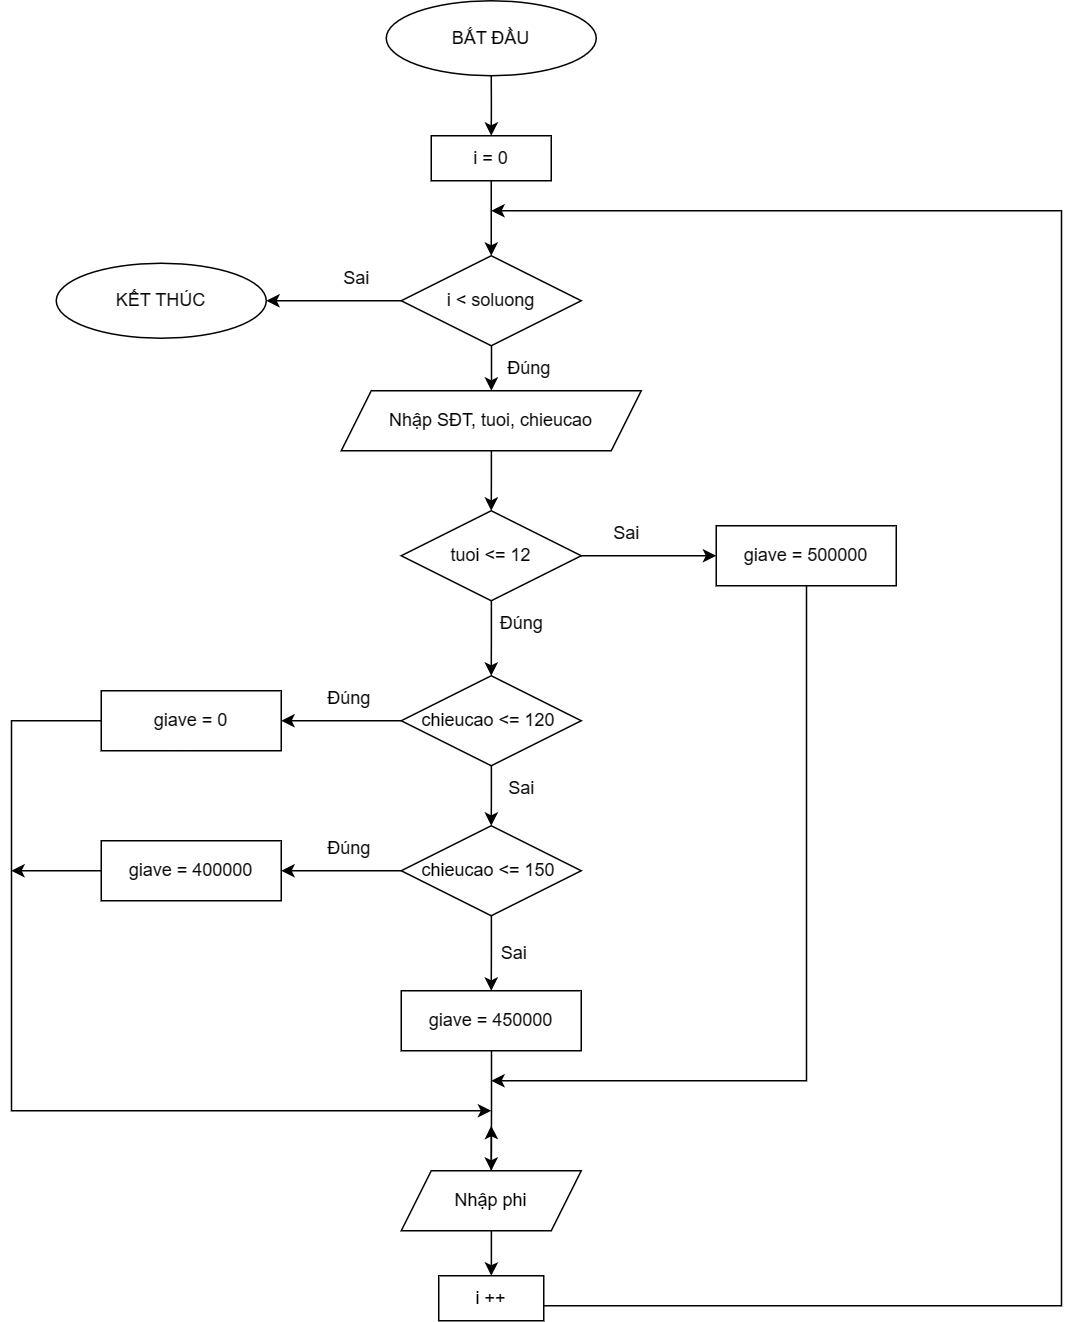 BẮT ĐẦU
i = 0
Sai
KẾT THÚC
i < soluong
Đúng
Nhập SĐT, tuoi, chieucao
Sai
tuoi <= 12
giave = 500000
Đúng
Đúng
giave = 0
chieucao <= 120
Sai
Đúng
giave = 400000
chieucao <= 150
Sai
giave = 450000
Nhập phi
i ++